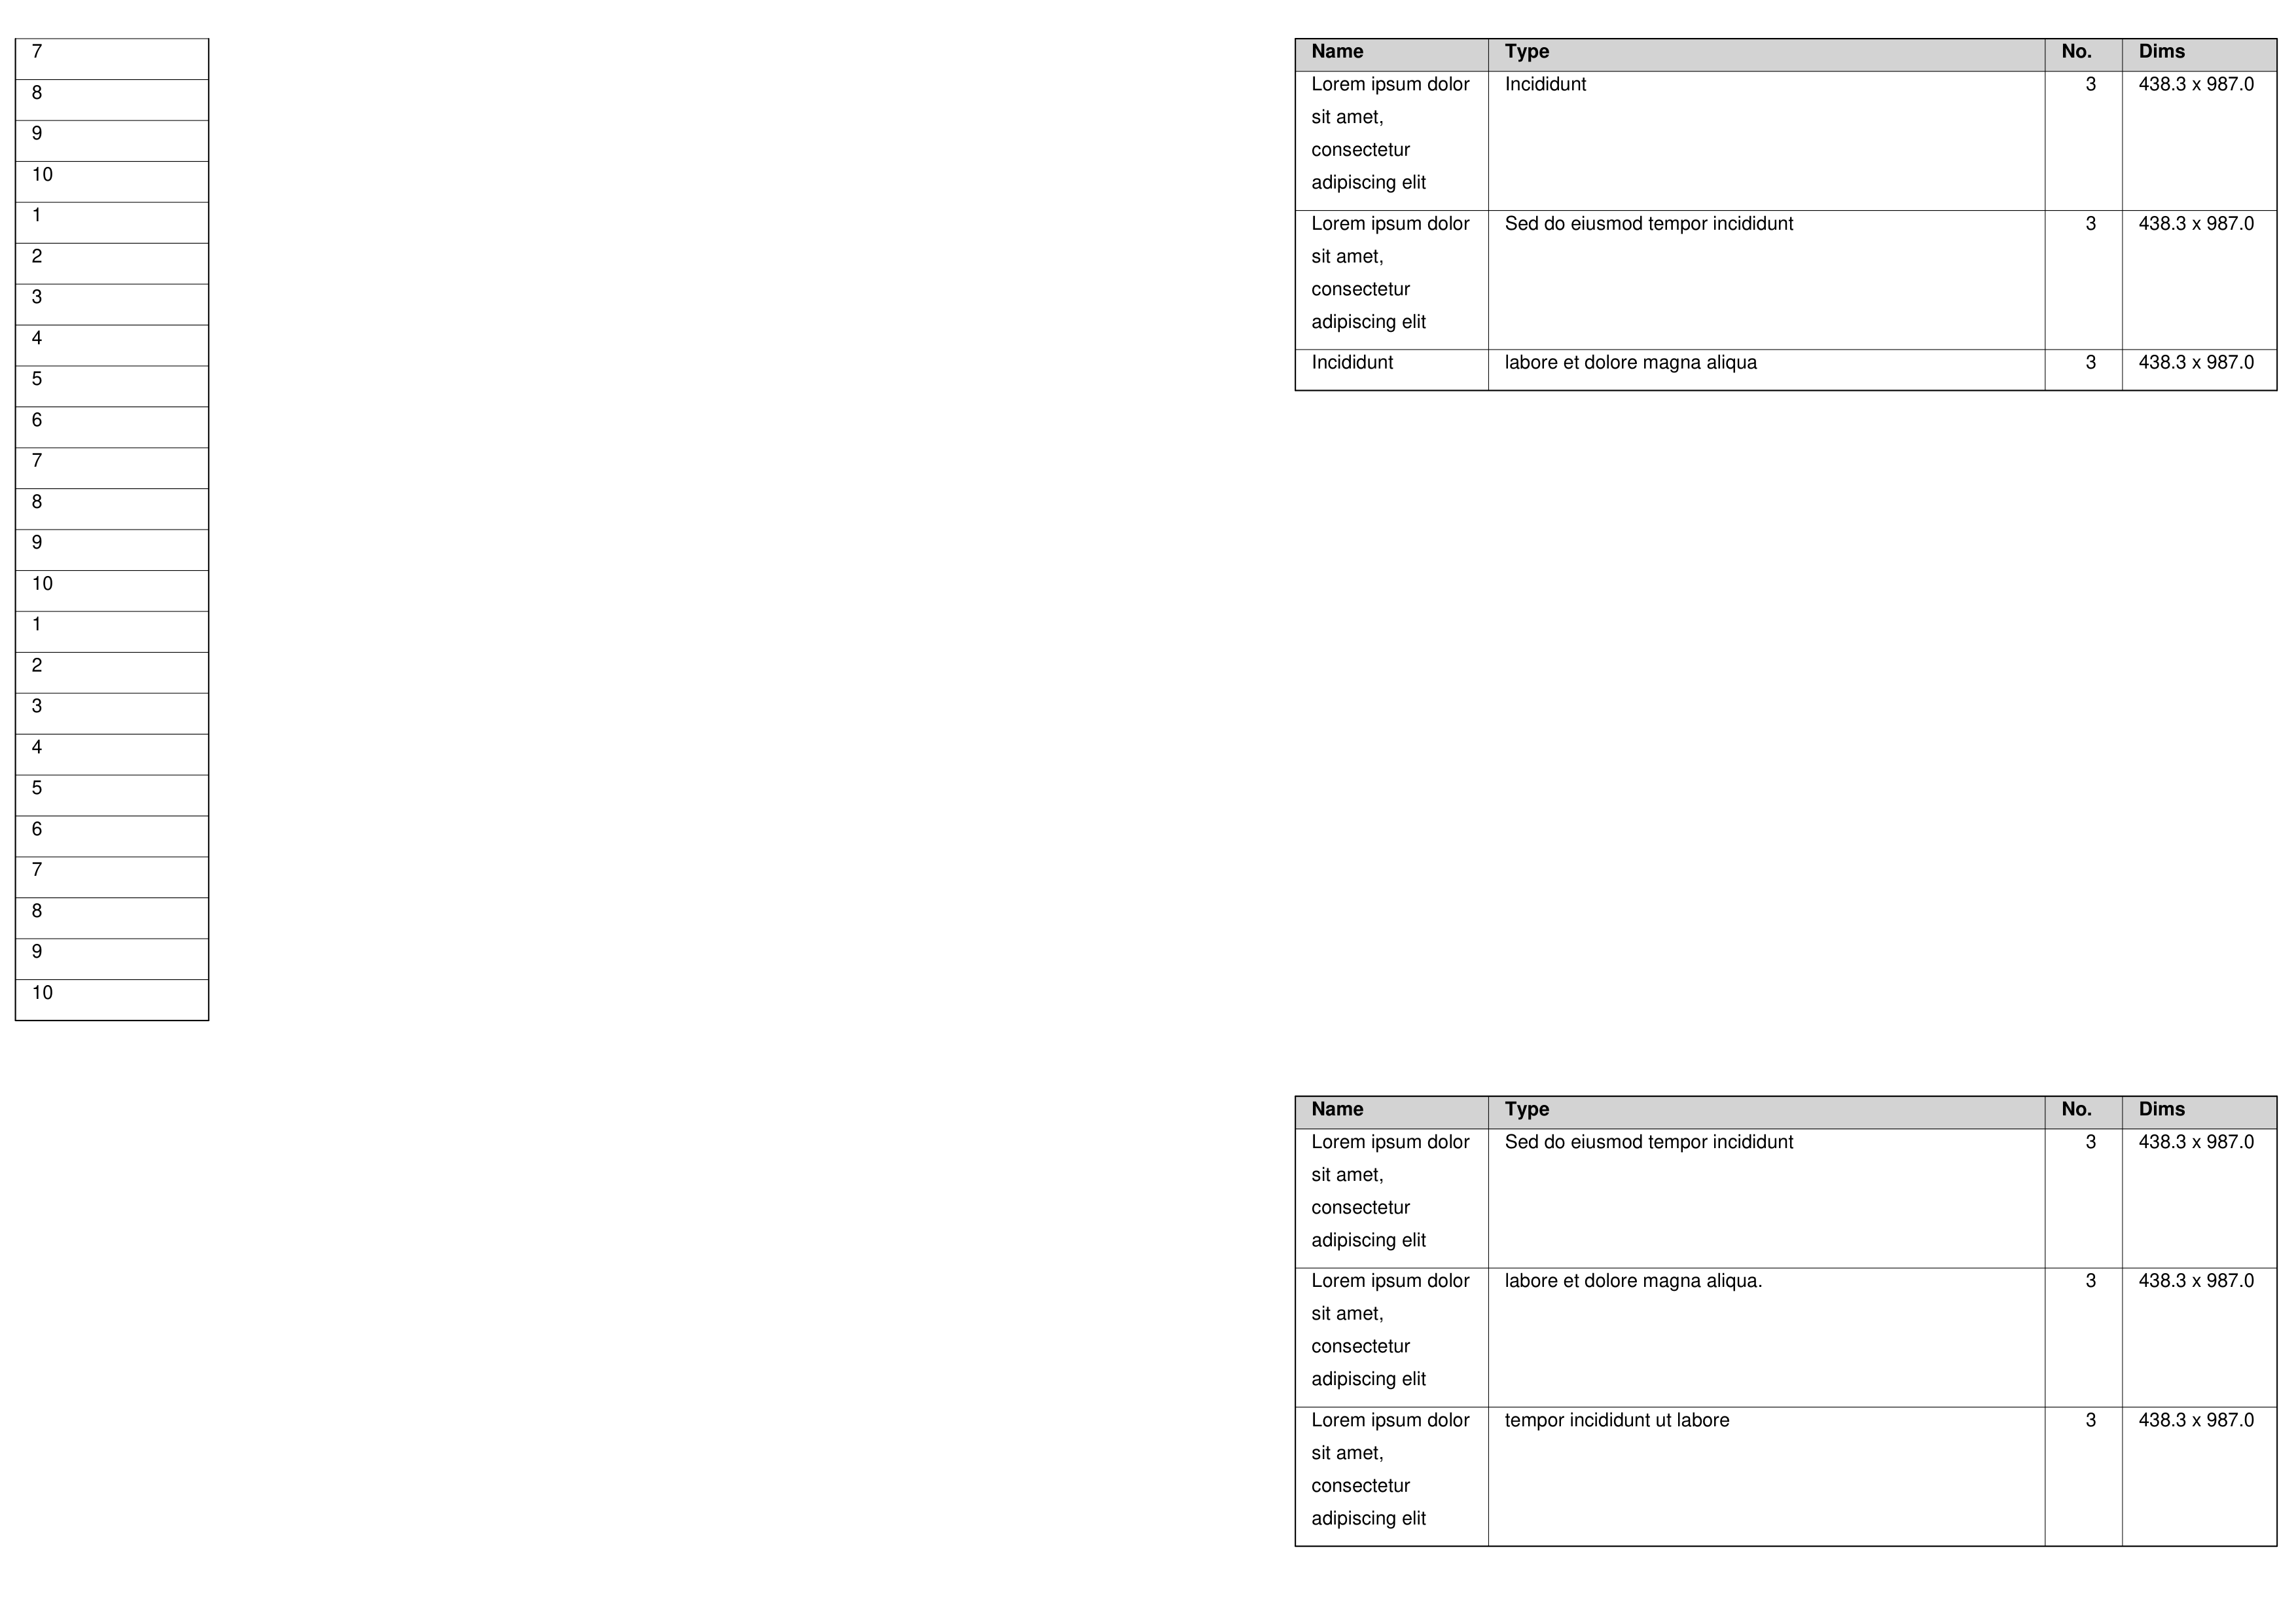 7
8
9
10
1
2
3
4
5
6
7
8
9
10
1
2
3
4
5
6
7
8
9
10
Name Type No. Dims
Lorem ipsum dolor Incididunt 3 438.3 x 987.0
sit amet,
consectetur
adipiscing elit
Lorem ipsum dolor Sed do eiusmod tempor incididunt 3 438.3 x 987.0
sit amet,
consectetur
adipiscing elit
Incididunt labore et dolore magna aliqua 3 438.3 x 987.0
Name Type No. Dims
Lorem ipsum dolor Sed do eiusmod tempor incididunt 3 438.3 x 987.0
sit amet,
consectetur
adipiscing elit
Lorem ipsum dolor labore et dolore magna aliqua. 3 438.3 x 987.0
sit amet,
consectetur
adipiscing elit
Lorem ipsum dolor tempor incididunt ut labore 3 438.3 x 987.0
sit amet,
consectetur
adipiscing elit